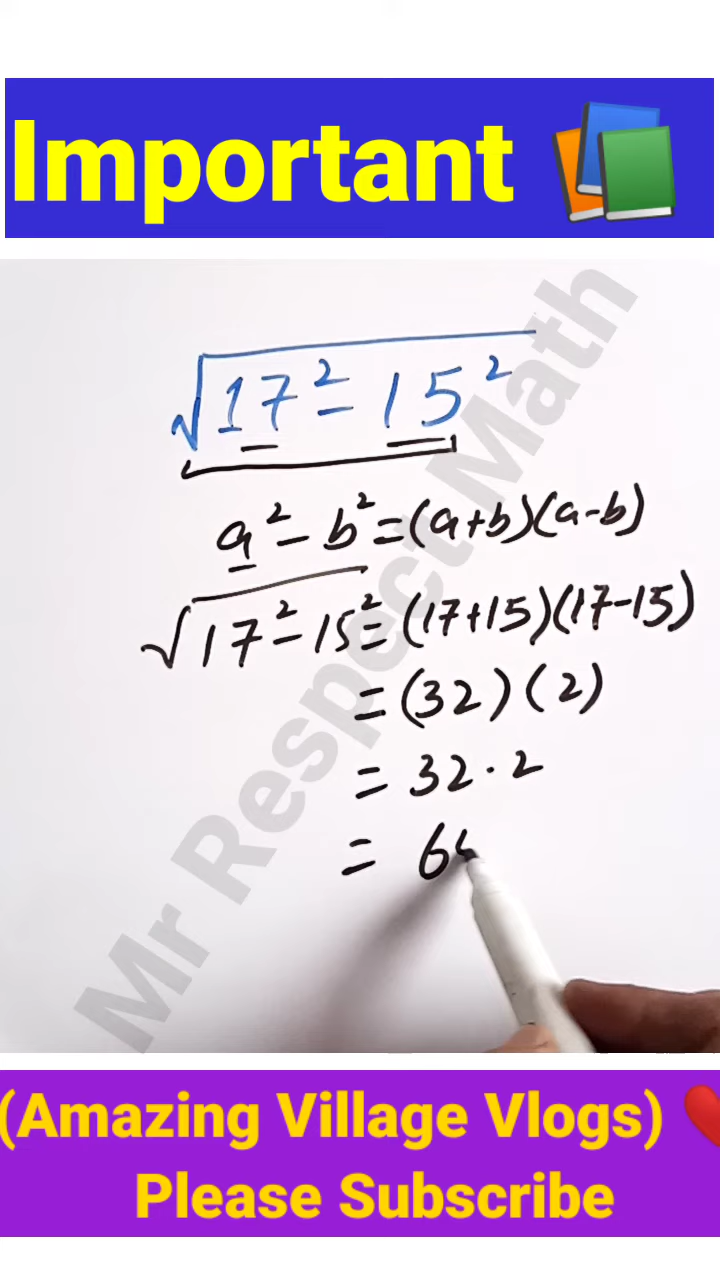 Important
√17² - 15²
a² - b² = (a+b)(a-b)
√17² - 15² = (17+15)(17-15)
= (32)(2)
= 32 · 2
= 64
Mr Respect Math
(Amazing Village Vlogs)
Please Subscribe